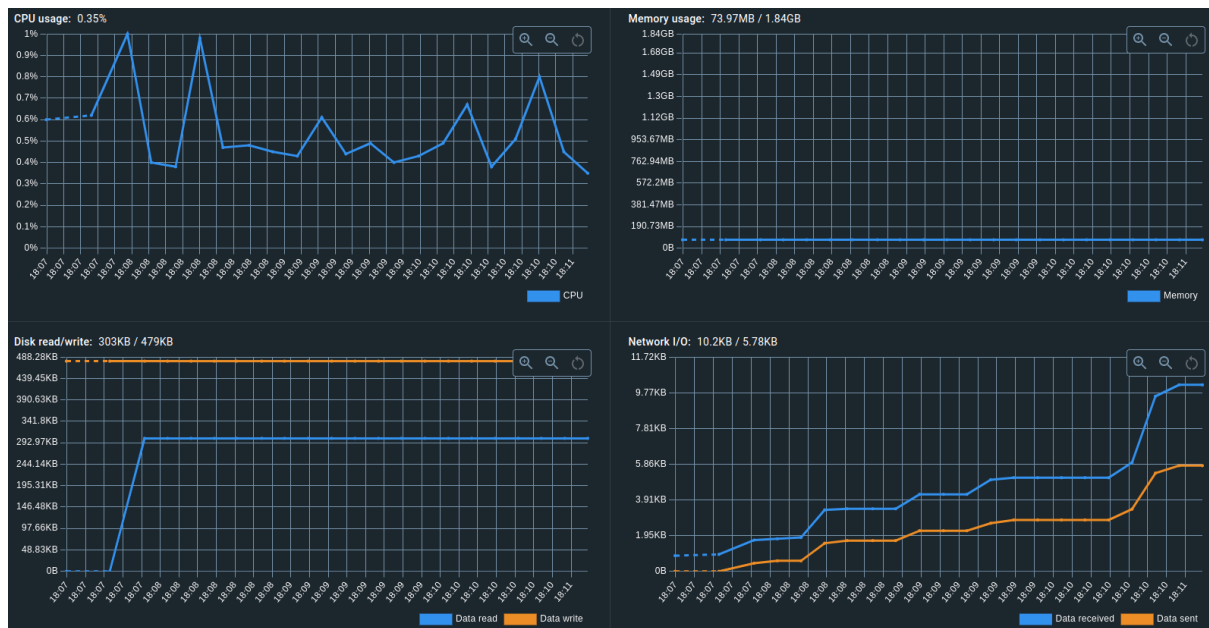 CPU usage: 0.35%
1%
0.9%
0.8%
0.7%
0.6%
0.5%
0.4%
0.3%
0.2%
0.1%
0%
18:07 18:07 18:07 18:07 18:07 18:08 18:08 18:08 18:08 18:08 18:08 18:08 18:09 18:09 18:09 18:09 18:09 18:09 18:09 18:10 18:10 18:10 18:10 18:10 18:10 18:10 18:10 18:11
CPU
Memory usage: 73.97MB / 1.84GB
1.84GB
1.68GB
1.49GB
1.3GB
1.12GB
953.67MB
762.94MB
572.2MB
381.47MB
190.73MB
0B
18:07 18:07 18:07 18:07 18:08 18:08 18:08 18:08 18:08 18:08 18:08 18:09 18:09 18:09 18:09 18:09 18:09 18:09 18:10 18:10 18:10 18:10 18:10 18:10 18:10 18:11
Memory
Disk read/write: 303KB / 479KB
488.28KB
439.45KB
390.63KB
341.8KB
292.97KB
244.14KB
195.31KB
146.48KB
97.66KB
48.83KB
0B
18:07 18:07 18:07 18:07 18:08 18:08 18:08 18:08 18:08 18:08 18:08 18:09 18:09 18:09 18:09 18:09 18:09 18:09 18:10 18:10 18:10 18:10 18:10 18:10 18:10 18:11
Data read
Data write
Network I/O: 10.2KB / 5.78KB
11.72KB
9.77KB
7.81KB
5.86KB
3.91KB
1.95KB
0B
18:07 18:07 18:07 18:07 18:08 18:08 18:08 18:08 18:08 18:08 18:08 18:09 18:09 18:09 18:09 18:09 18:09 18:09 18:10 18:10 18:10 18:10 18:10 18:10 18:10 18:11
Data received
Data sent